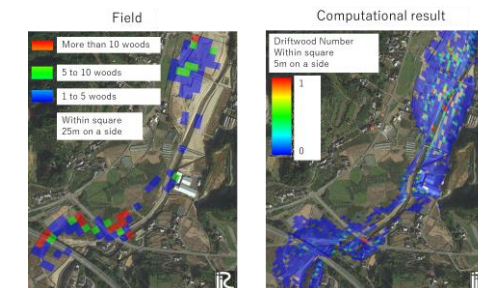 Field
More than 10 woods
5 to 10 woods
1 to 5 woods
Within square
25m on a side
Computational result
Driftwood Number
Within square
5m on a side
1
0